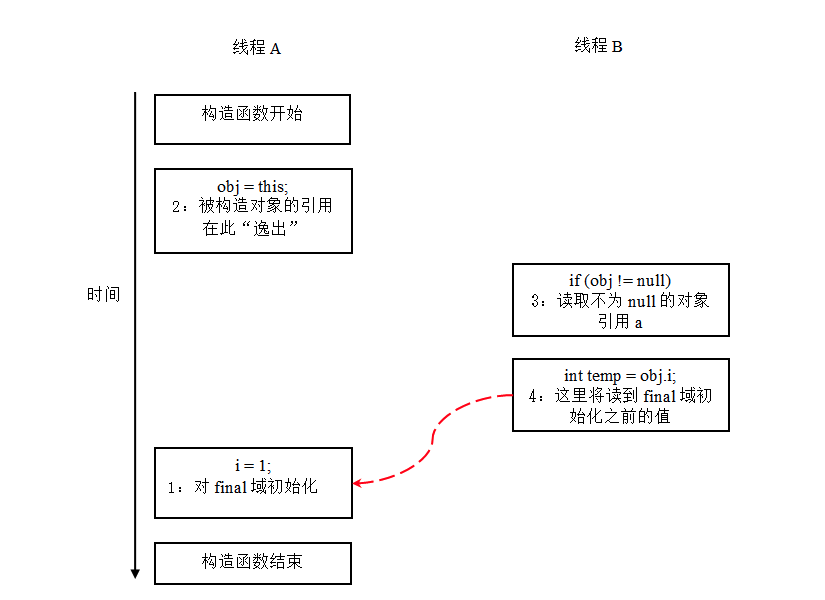 线程 A
线程 B
构造函数开始
obj = this;
2：被构造对象的引用
在此“逸出”
if (obj != null)
3：读取不为 null 的对象
引用 a
时间
int temp = obj.i;
4：这里将读到 final 域初
始化之前的值
i = 1;
1：对 final 域初始化
构造函数结束